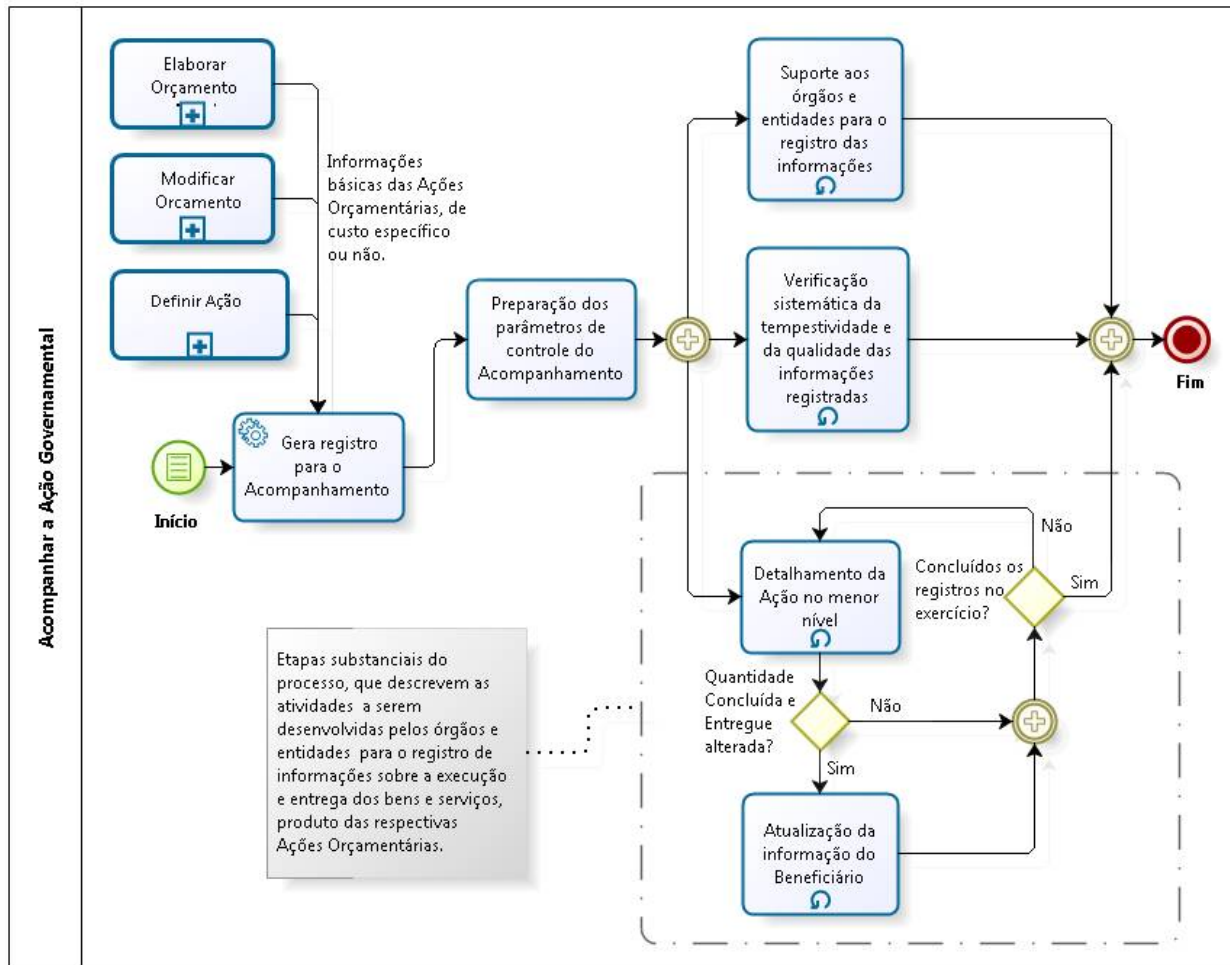 Acompanhar a Ação Governamental
Elaborar
Orçamento
Modificar
Orcamento
Definir Ação
Informações
básicas das Ações
Orçamentárias, de
custo específico
ou não.
Início
Gera registro
para o
Acompanhamento
Preparação dos
parâmetros de
controle do
Acompanhamento
Suporte aos
órgãos e
entidades para o
registro das
informações
Verificação
sistemática da
tempestividade e
da qualidade das
informações
registradas
Fim
Detalhamento da
Ação no menor
nível
Concluídos os
registros no
exercício?
Não
Sim
Quantidade
Concluída e
Entregue
alterada?
Não
Sim
Atualização da
informação do
Beneficiário
Etapas substanciais do
processo, que descrevem as
atividades a serem
desenvolvidas pelos órgãos e
entidades para o registro de
informações sobre a execução
e entrega dos bens e serviços,
produto das respectivas
Ações Orçamentárias.